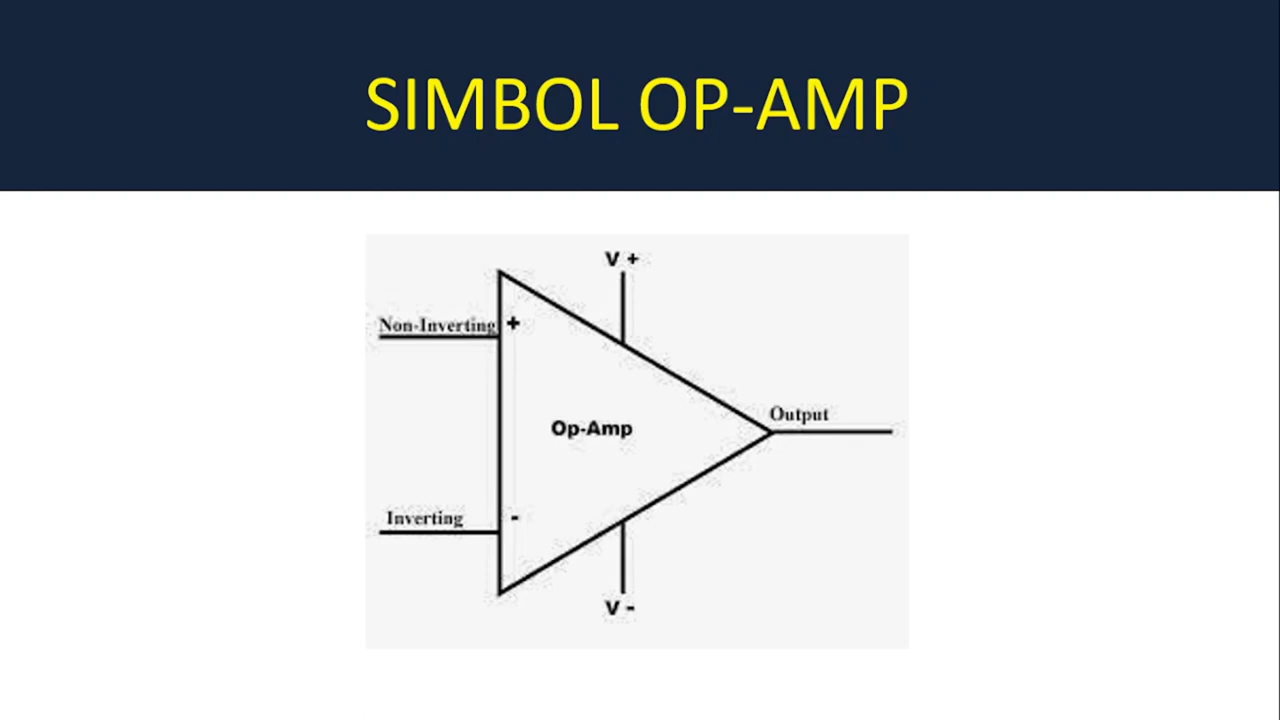 SIMBOL OP-AMP
V +
Non-Inverting +
Output
Op-Amp
Inverting -
V -